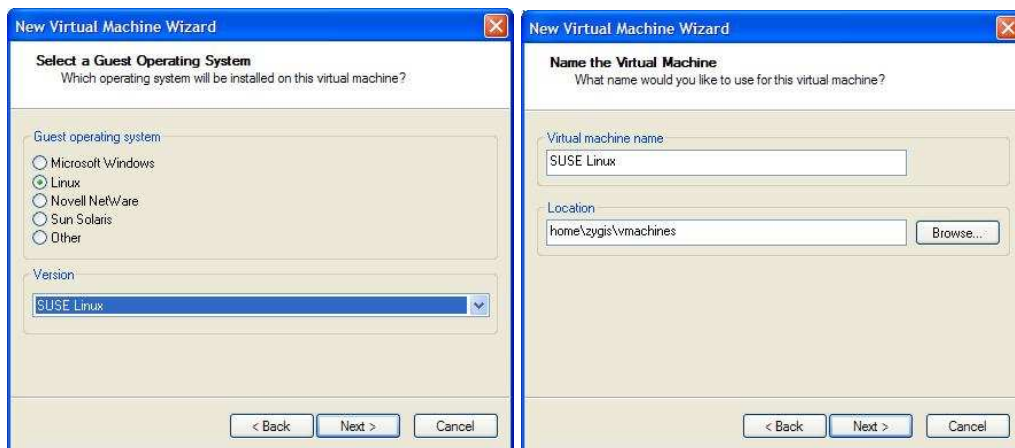 New Virtual Machine Wizard
Select a Guest Operating System
Which operating system will be installed on this virtual machine?
Guest operating system
Microsoft Windows
Linux
Novell NetWare
Sun Solaris
Other
Version
SUSE Linux
< Back
Next >
Cancel
New Virtual Machine Wizard
Name the Virtual Machine
What name would you like to use for this virtual machine?
Virtual machine name
SUSE Linux
Location
home\zygis\vmachines
Browse...
< Back
Next >
Cancel